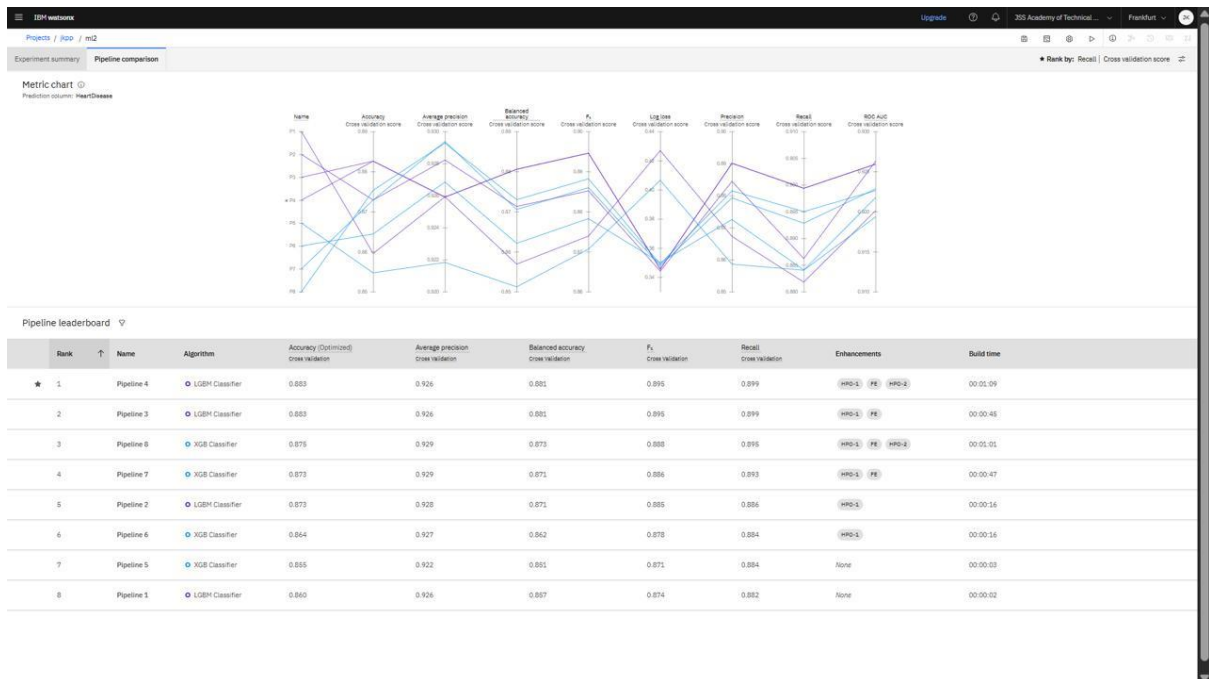 IBM watsonx
Upgrade
JSS Academy of Technical ...
Frankfurt
JK
Projects / jkpp / ml2
Experiment summary
Pipeline comparison
★ Rank by: Recall | Cross validation score
Metric chart
Prediction column: HeartDisease
Name
Accuracy
Cross validation score
Average precision
Cross validation score
Balanced accuracy
Cross validation score
F₁
Cross validation score
Log loss
Cross validation score
Precision
Cross validation score
Recall
Cross validation score
ROC AUC
Cross validation score
P1
P2
P3
★ P4
P5
P6
P7
P8
Pipeline leaderboard
Rank ↑ Name Algorithm Accuracy (Optimized) Cross Validation Average precision Cross Validation Balanced accuracy Cross Validation F₁ Cross Validation Recall Cross Validation Enhancements Build time
★ 1 Pipeline 4 LGBM Classifier 0.883 0.926 0.881 0.895 0.899 HPO-1 FE HPO-2 00:01:09
2 Pipeline 3 LGBM Classifier 0.883 0.926 0.881 0.895 0.899 HPO-1 FE 00:00:45
3 Pipeline 8 XGB Classifier 0.875 0.929 0.873 0.888 0.895 HPO-1 FE HPO-2 00:01:01
4 Pipeline 7 XGB Classifier 0.873 0.929 0.871 0.886 0.893 HPO-1 FE 00:00:47
5 Pipeline 2 LGBM Classifier 0.873 0.928 0.871 0.885 0.886 HPO-1 00:00:16
6 Pipeline 6 XGB Classifier 0.864 0.927 0.862 0.878 0.884 HPO-1 00:00:16
7 Pipeline 5 XGB Classifier 0.855 0.922 0.851 0.871 0.884 None 00:00:03
8 Pipeline 1 LGBM Classifier 0.860 0.926 0.857 0.874 0.882 None 00:00:02